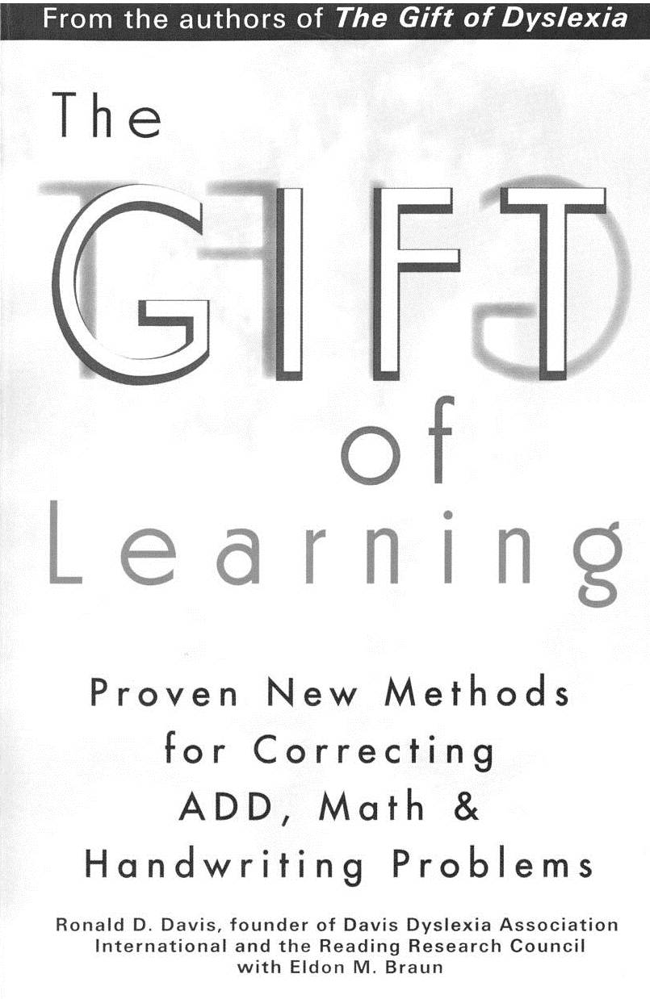 From the authors of The Gift of Dyslexia
The
GIFT
of
Learning
Proven New Methods
for Correcting
ADD, Math &
Handwriting Problems
Ronald D. Davis, founder of Davis Dyslexia Association
International and the Reading Research Council
with Eldon M. Braun